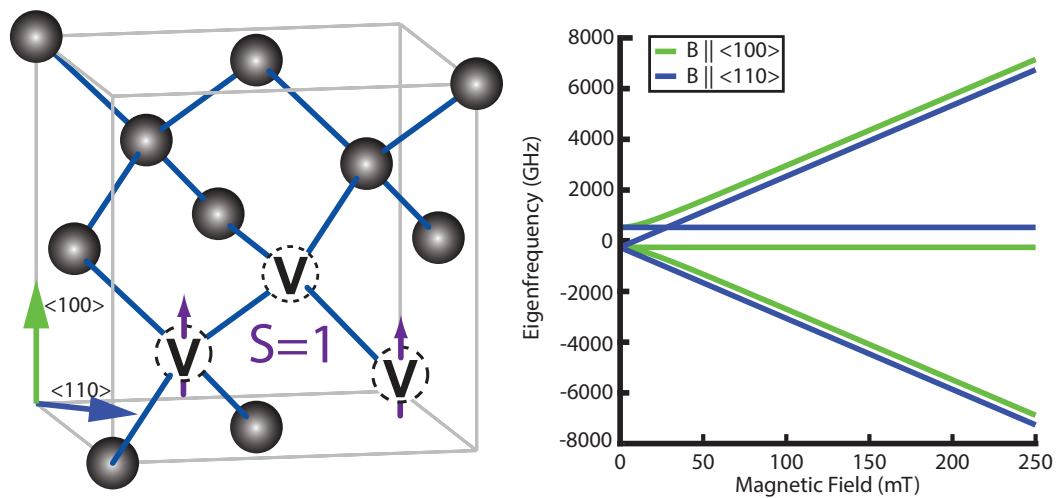 V
V
V
S=1
<100>
<110>
B || <100>
B || <110>
Eigenfrequency (GHz)
8000
6000
4000
2000
0
-2000
-4000
-6000
-8000
0
50
100
150
200
250
Magnetic Field (mT)